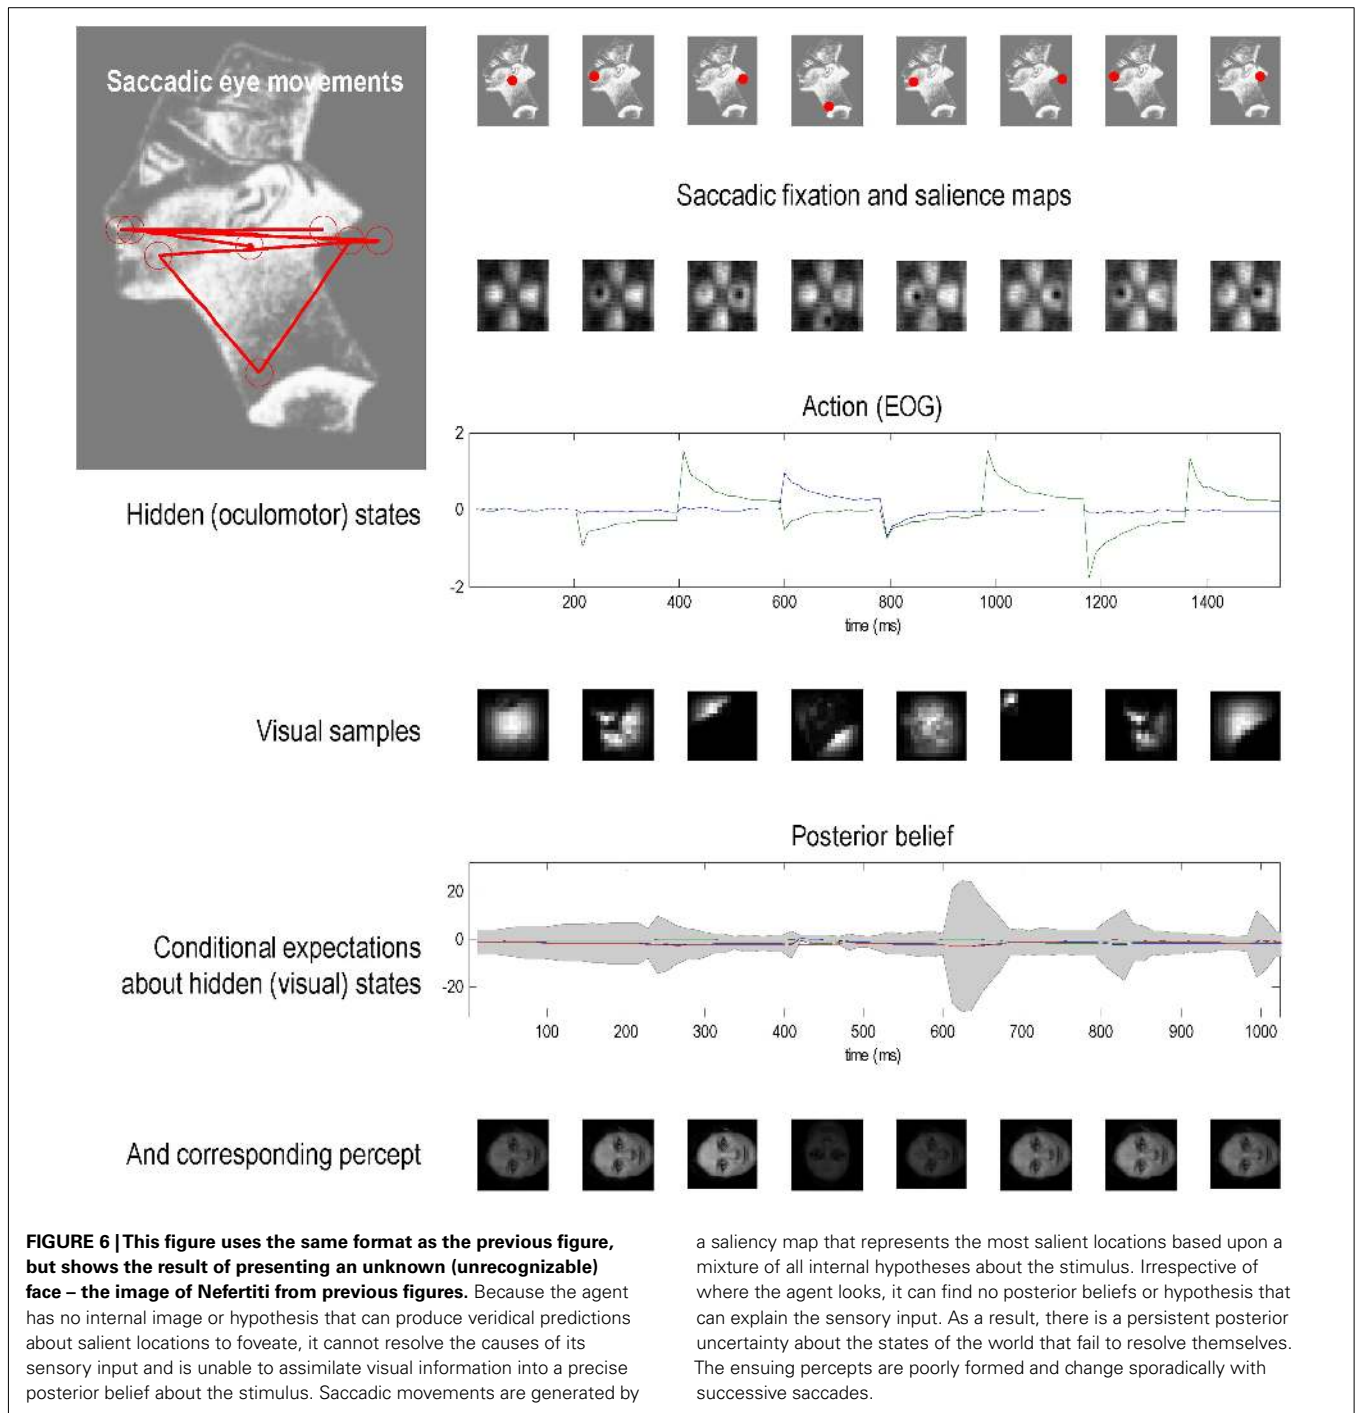 Saccadic eye movements
Saccadic fixation and salience maps
Action (EOG)
2
0
-2
200 400 600 800 1000 1200 1400
time (ms)
Hidden (oculomotor) states
Visual samples
Posterior belief
20
0
-20
100 200 300 400 500 600 700 800 900 1000
time (ms)
Conditional expectations
about hidden (visual) states
And corresponding percept
FIGURE 6 | This figure uses the same format as the previous figure,
but shows the result of presenting an unknown (unrecognizable)
face – the image of Nefertiti from previous figures. Because the agent
has no internal image or hypothesis that can produce veridical predictions
about salient locations to foveate, it cannot resolve the causes of its
sensory input and is unable to assimilate visual information into a precise
posterior belief about the stimulus. Saccadic movements are generated by
a saliency map that represents the most salient locations based upon a
mixture of all internal hypotheses about the stimulus. Irrespective of
where the agent looks, it can find no posterior beliefs or hypothesis that
can explain the sensory input. As a result, there is a persistent posterior
uncertainty about the states of the world that fail to resolve themselves.
The ensuing percepts are poorly formed and change sporadically with
successive saccades.